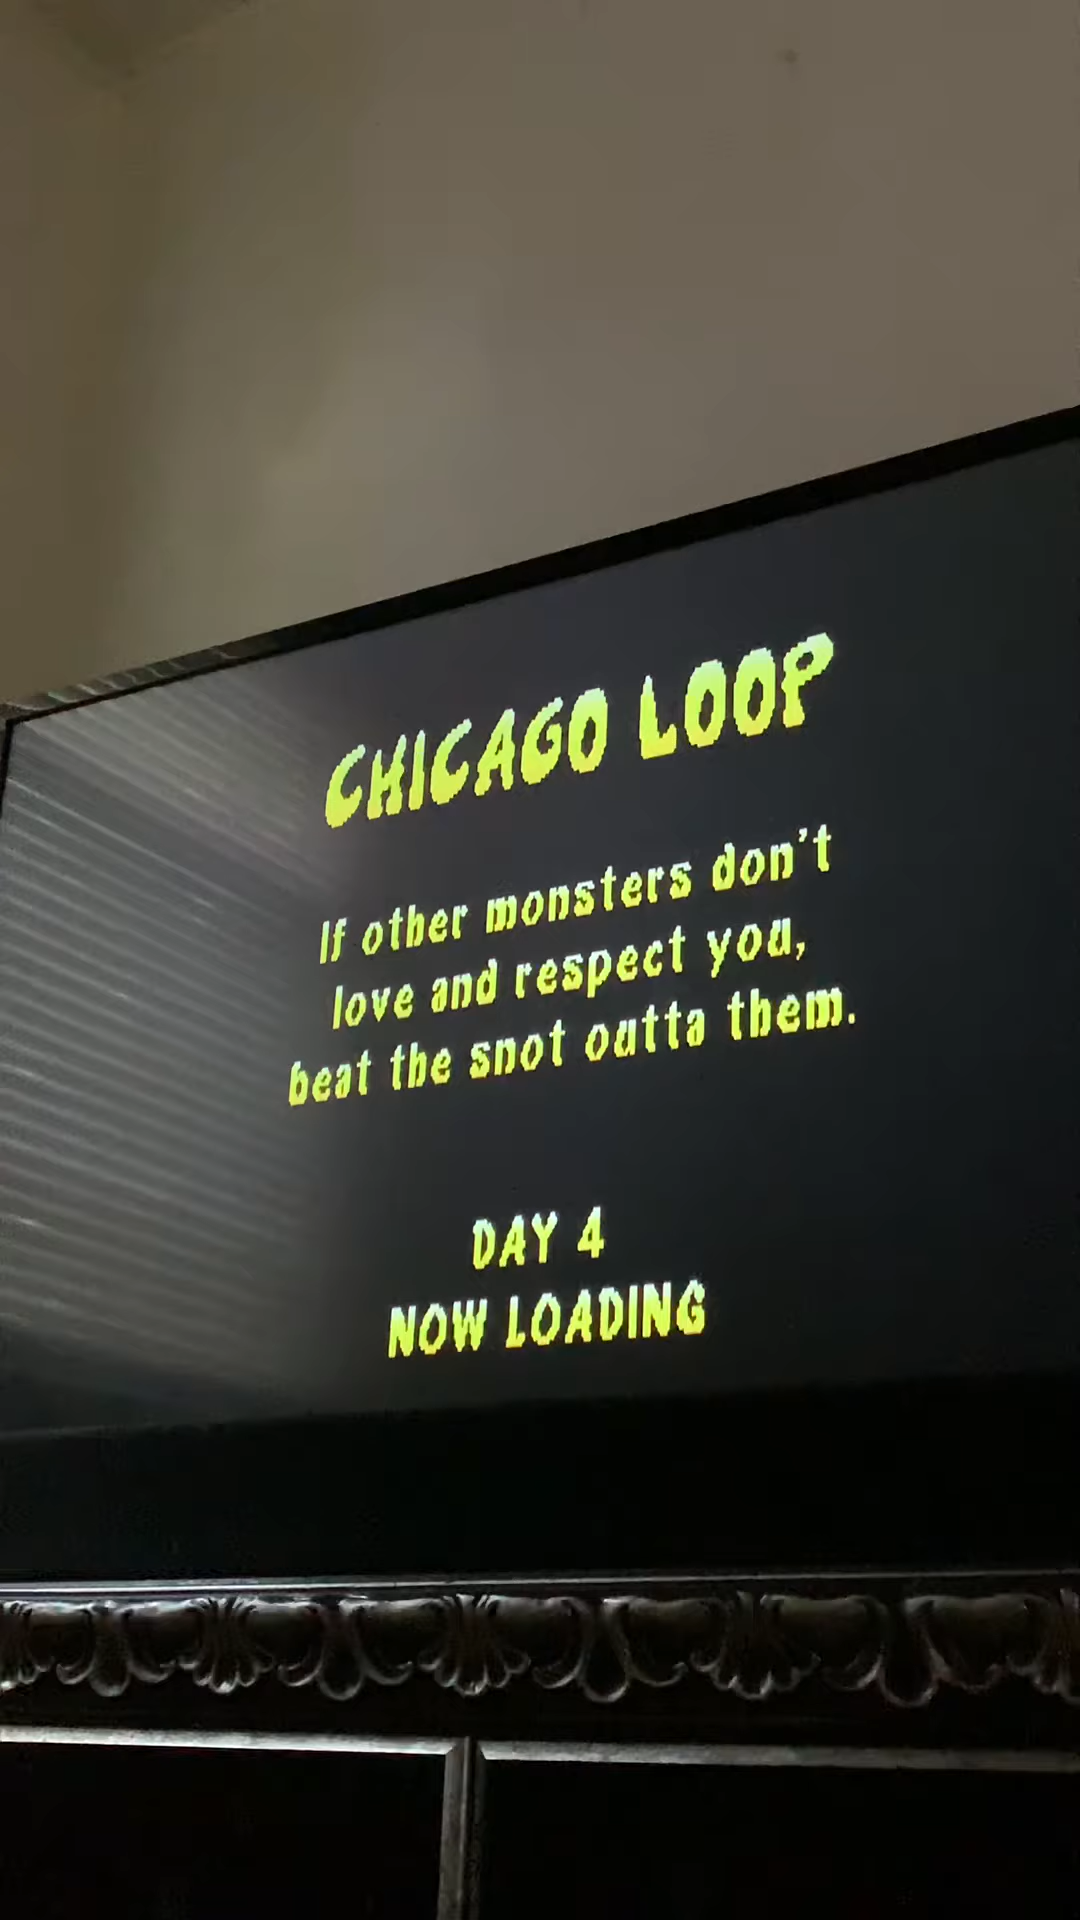 CHICAGO LOOP
If other monsters don't
love and respect you,
beat the snot outta them.
DAY 4
NOW LOADING